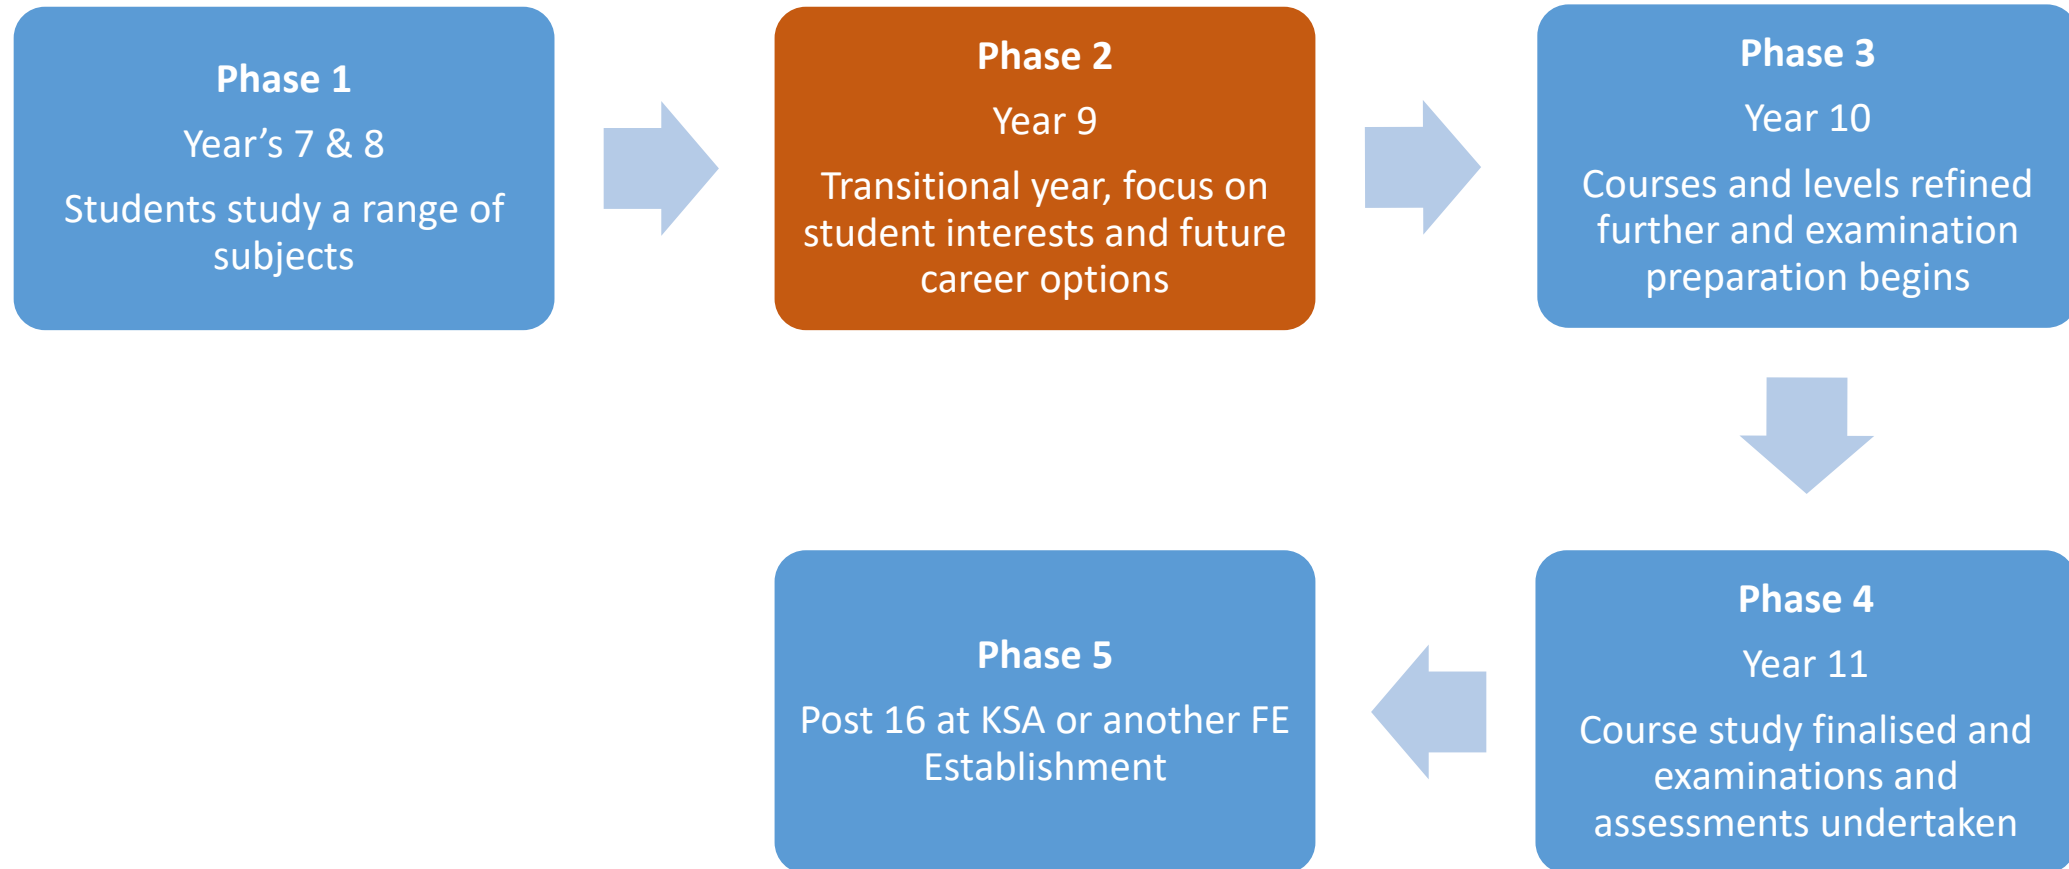 Phase 1
Year’s 7 & 8
Students study a range of
subjects
Phase 2
Year 9
Transitional year, focus on
student interests and future
career options
Phase 3
Year 10
Courses and levels refined
further and examination
preparation begins
Phase 4
Year 11
Course study finalised and
examinations and
assessments undertaken
Phase 5
Post 16 at KSA or another FE
Establishment